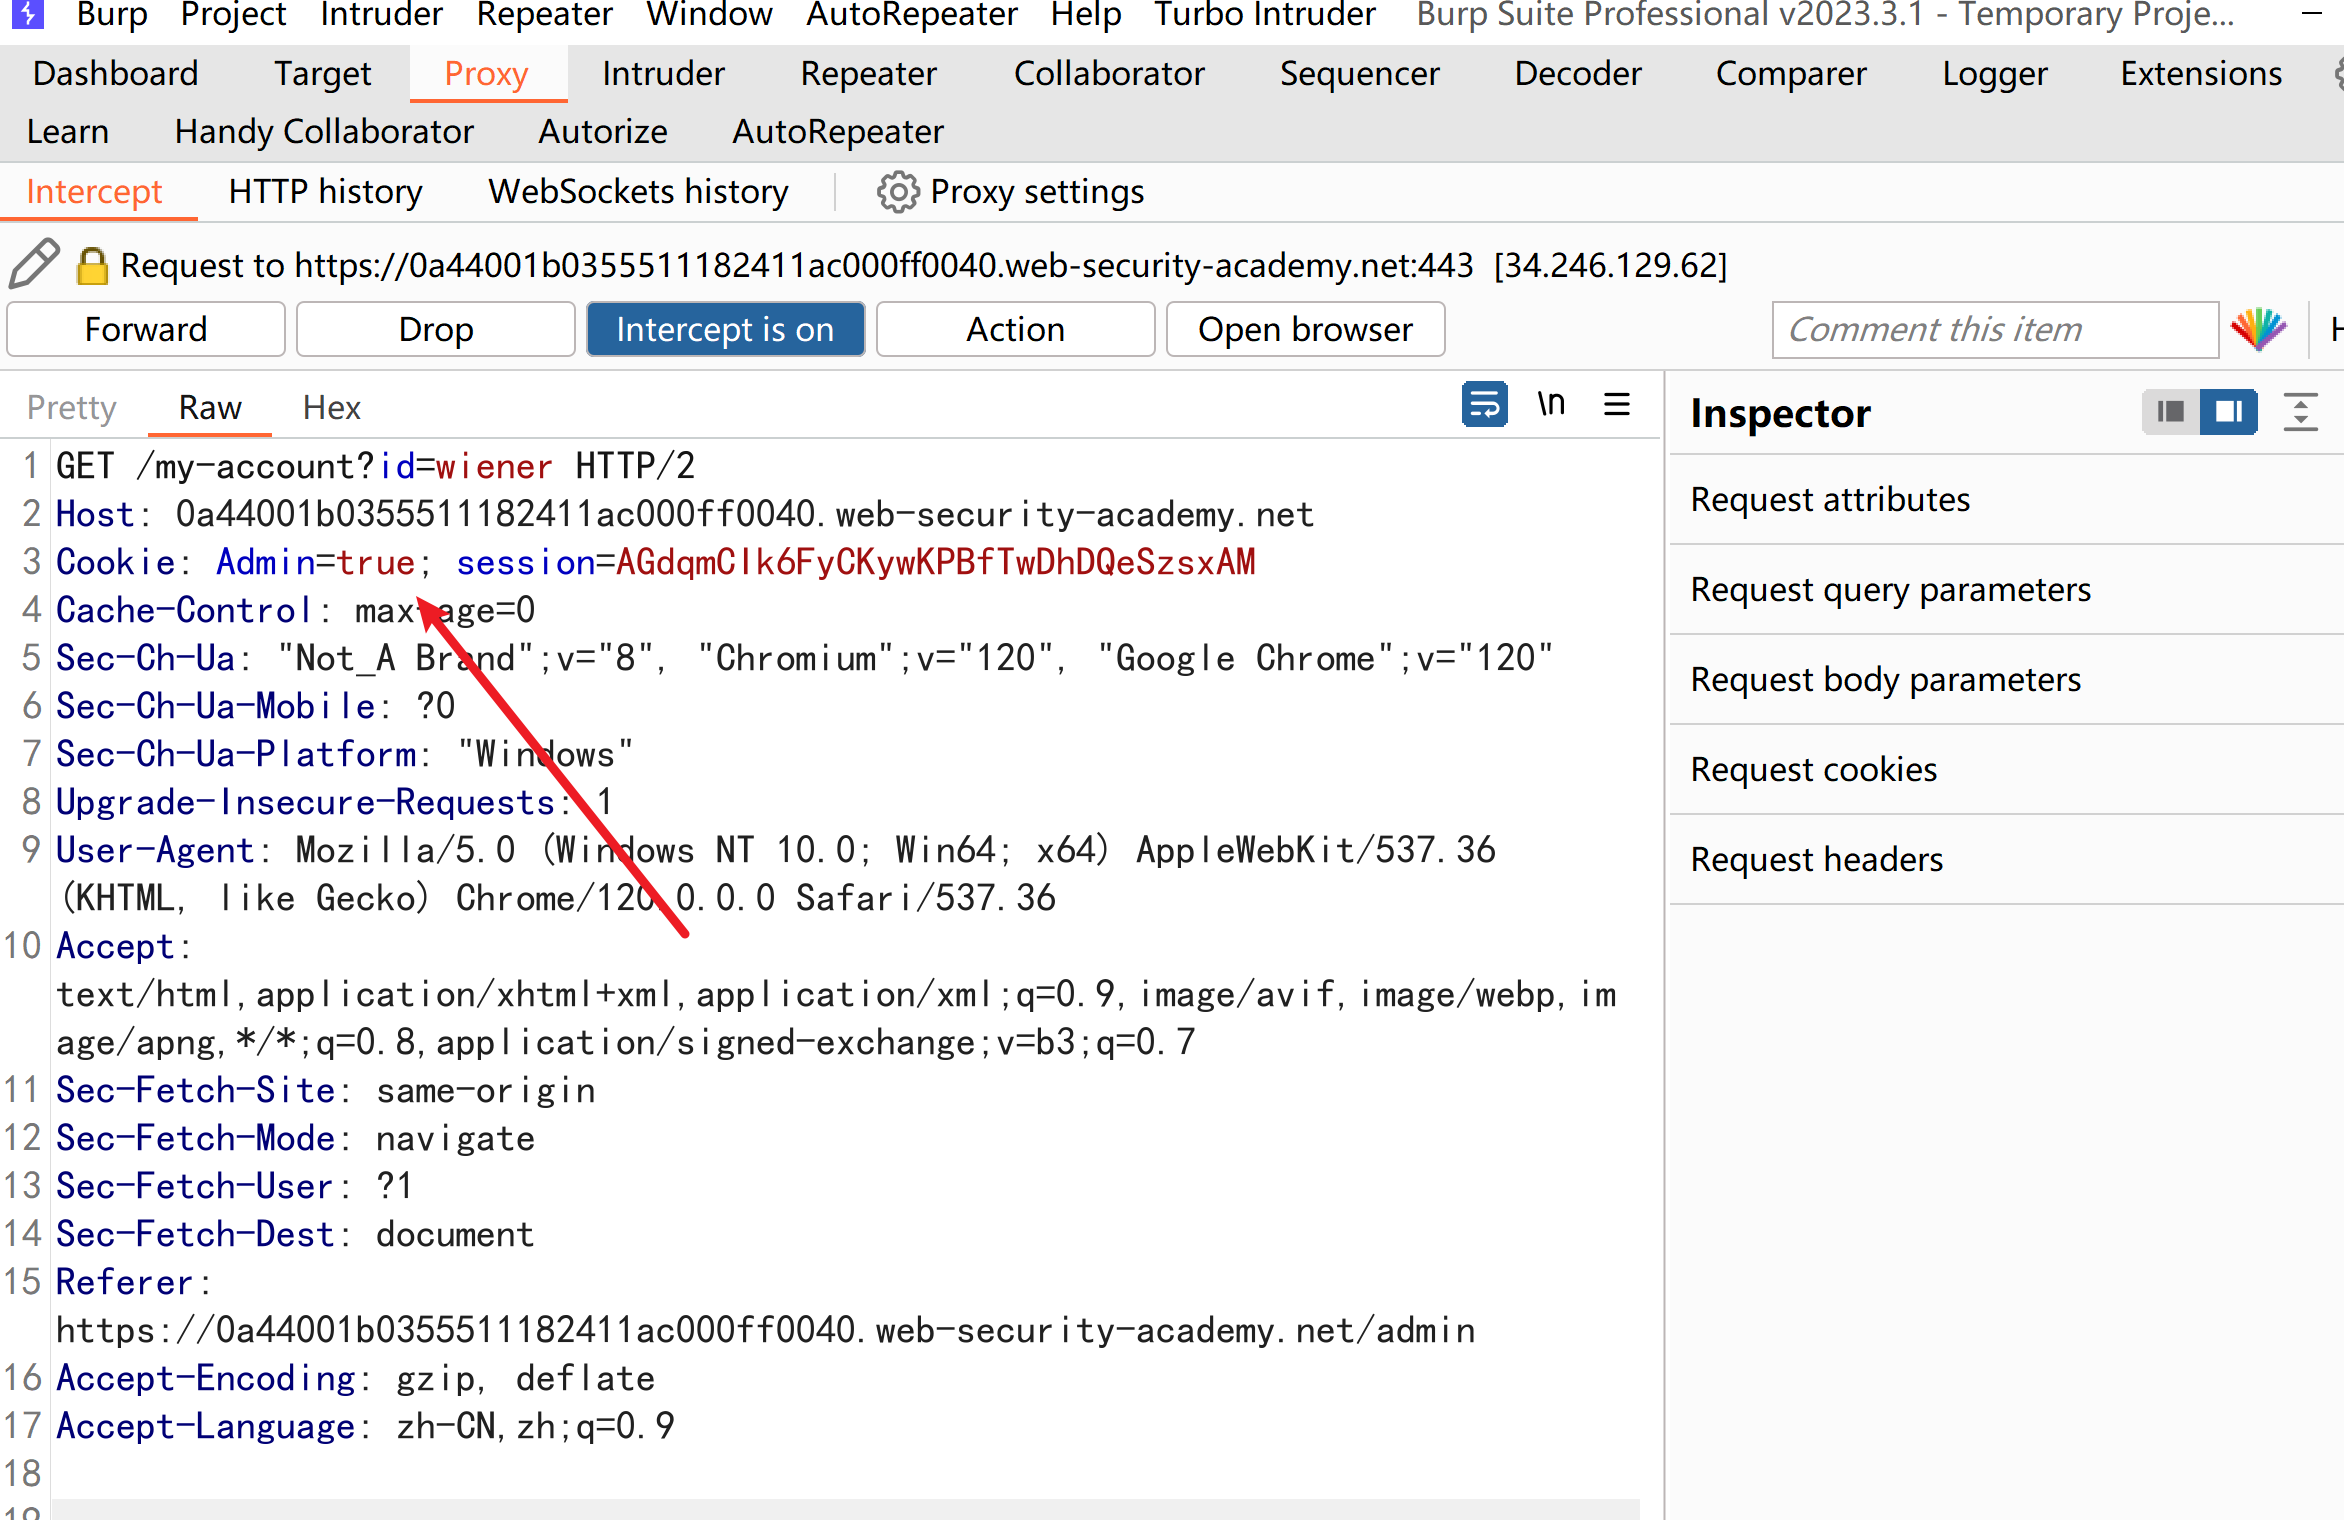 Burp Project Intruder Repeater Window AutoRepeater Help Turbo Intruder Burp Suite Professional v2023.3.1 - Temporary Proje...
Dashboard Target Proxy Intruder Repeater Collaborator Sequencer Decoder Comparer Logger Extensions
Learn Handy Collaborator Autorize AutoRepeater
Intercept HTTP history WebSockets history Proxy settings
Request to https://0a44001b0355511182411ac000ff0040.web-security-academy.net:443 [34.246.129.62]
Forward Drop Intercept is on Action Open browser Comment this item H
Pretty Raw Hex \n
Inspector
Request attributes
Request query parameters
Request body parameters
Request cookies
Request headers
1 GET /my-account?id=wiener HTTP/2
2 Host: 0a44001b0355511182411ac000ff0040.web-security-academy.net
3 Cookie: Admin=true; session=AGdqmClk6FyCKywKPBfTwDhDQeSzsxAM
4 Cache-Control: max-age=0
5 Sec-Ch-Ua: "Not_A Brand";v="8", "Chromium";v="120", "Google Chrome";v="120"
6 Sec-Ch-Ua-Mobile: ?0
7 Sec-Ch-Ua-Platform: "Windows"
8 Upgrade-Insecure-Requests: 1
9 User-Agent: Mozilla/5.0 (Windows NT 10.0; Win64; x64) AppleWebKit/537.36
(KHTML, like Gecko) Chrome/120.0.0.0 Safari/537.36
10 Accept:
text/html,application/xhtml+xml,application/xml;q=0.9,image/avif,image/webp,im
age/apng,*/*;q=0.8,application/signed-exchange;v=b3;q=0.7
11 Sec-Fetch-Site: same-origin
12 Sec-Fetch-Mode: navigate
13 Sec-Fetch-User: ?1
14 Sec-Fetch-Dest: document
15 Referer:
https://0a44001b0355511182411ac000ff0040.web-security-academy.net/admin
16 Accept-Encoding: gzip, deflate
17 Accept-Language: zh-CN,zh;q=0.9
18
19